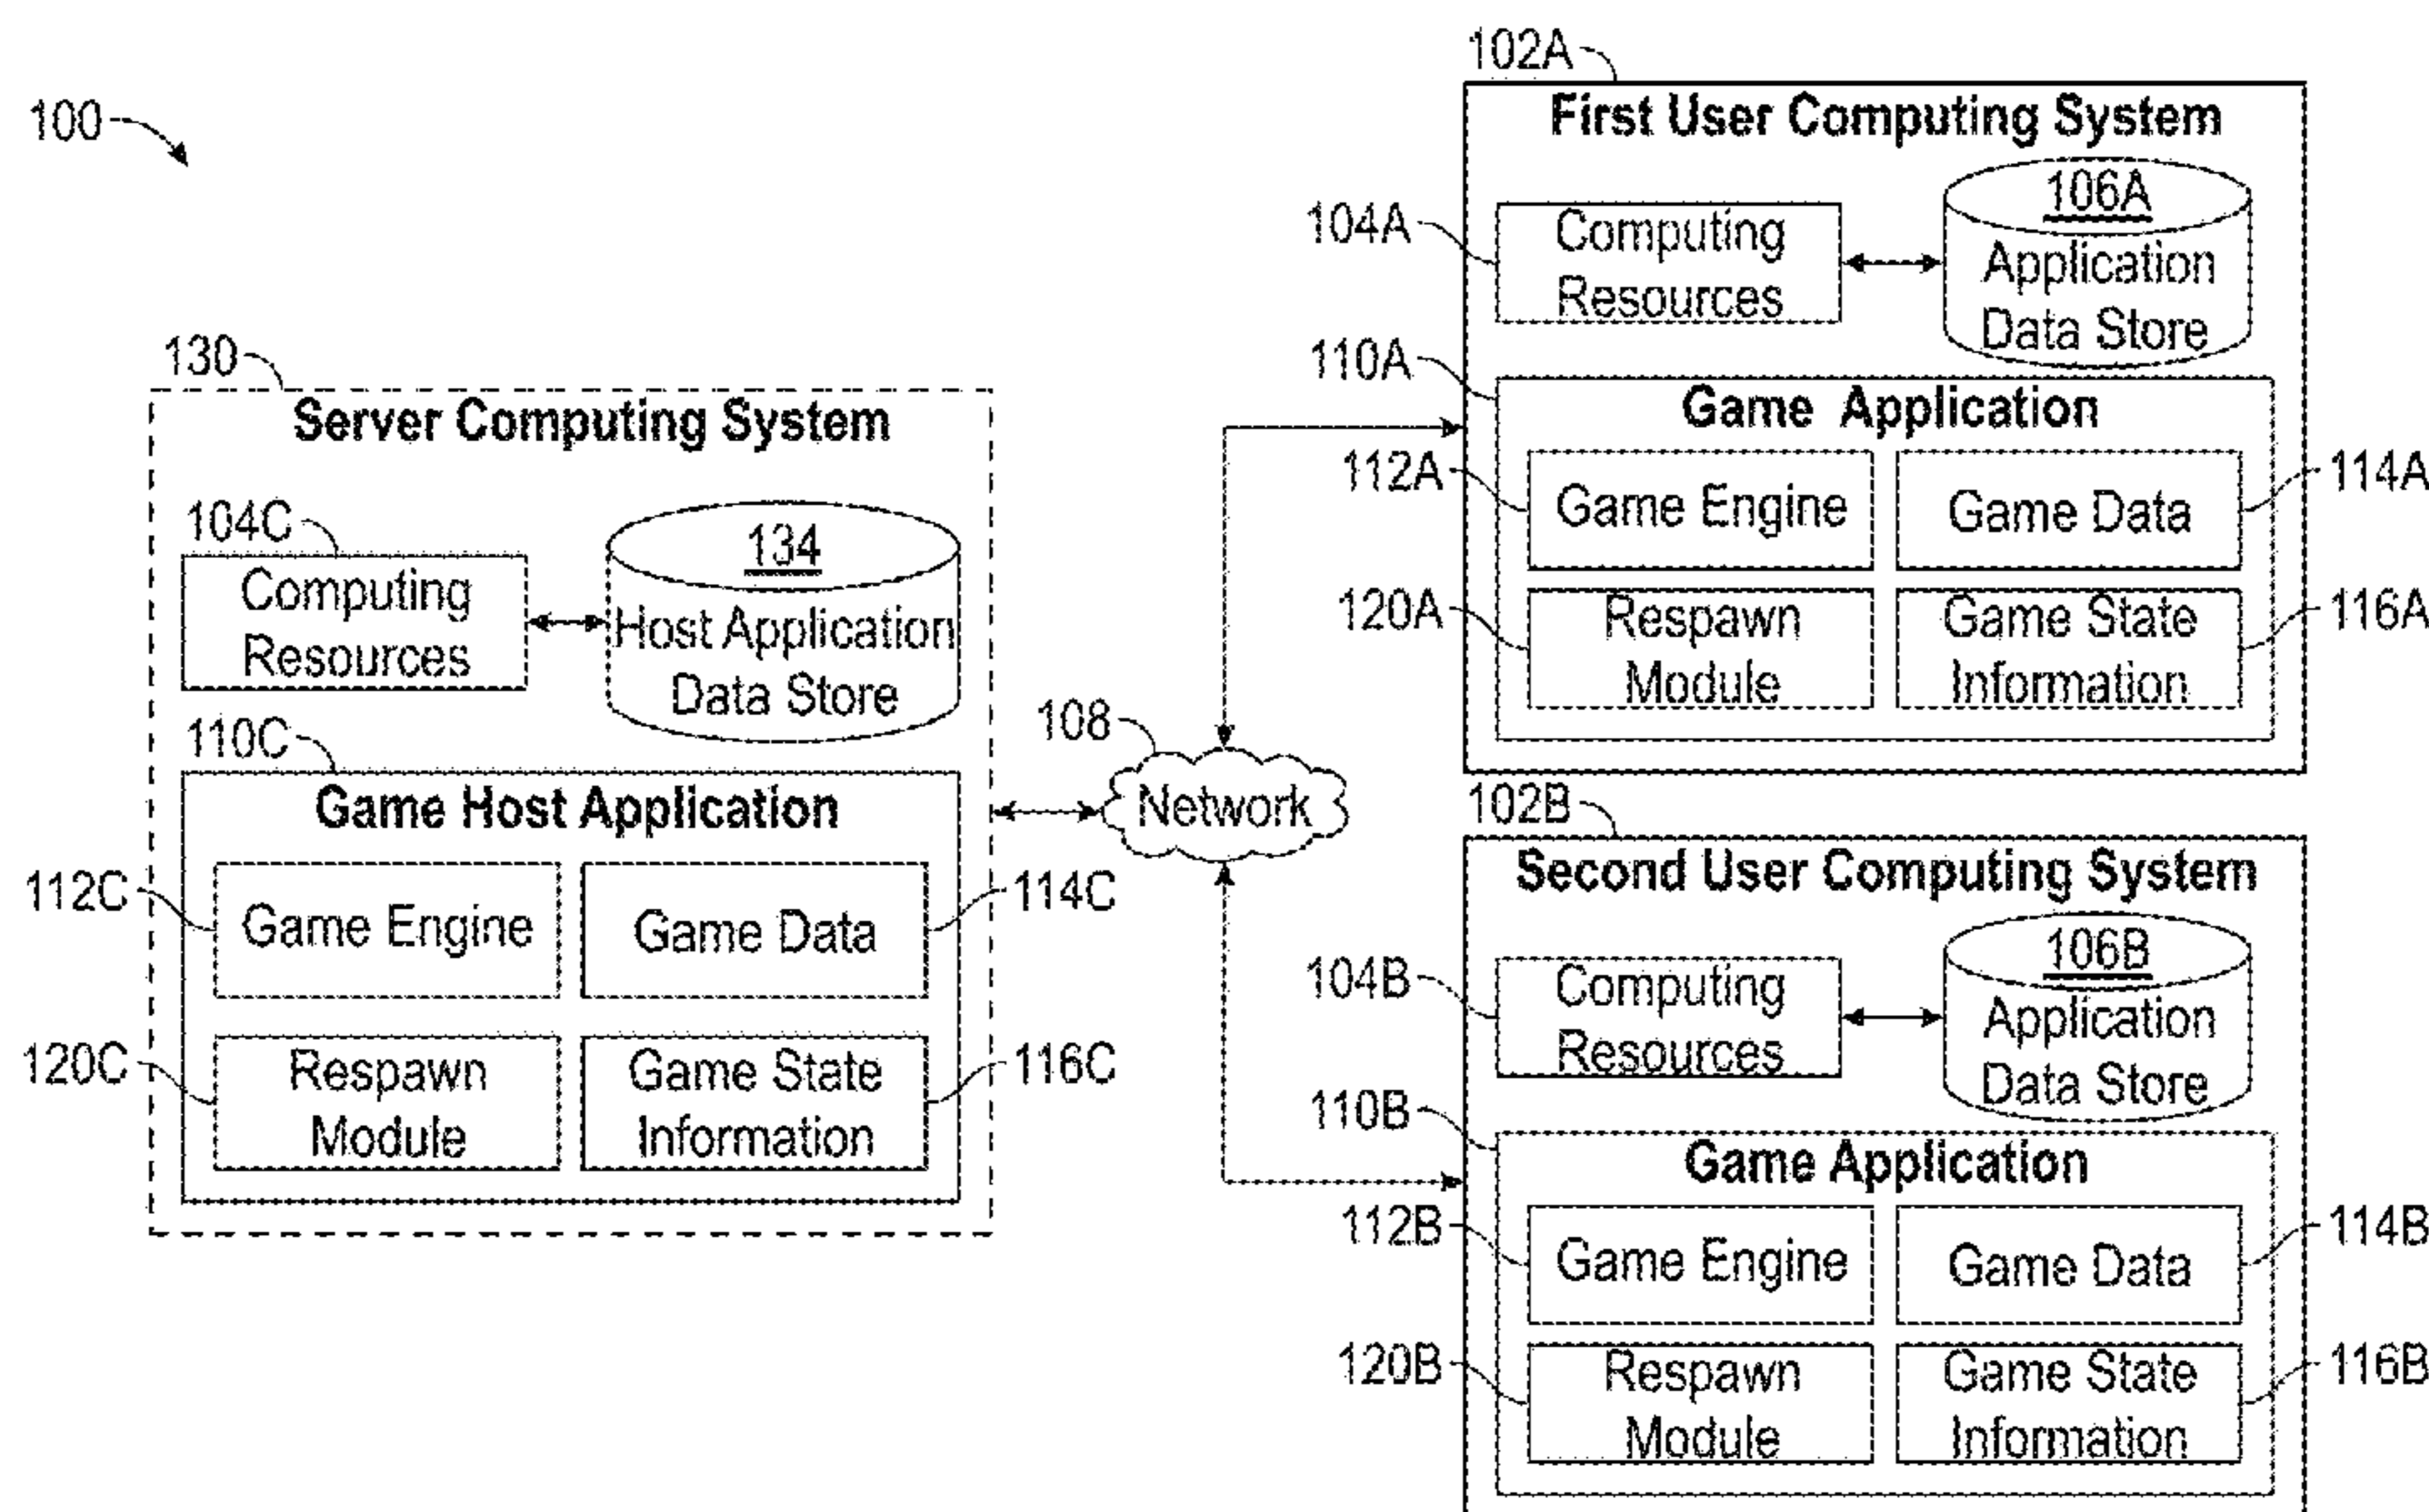 100
130
Server Computing System
104C
Computing
Resources
134
Host Application
Data Store
110C
Game Host Application
112C
Game Engine
Game Data
114C
120C
Respawn
Module
Game State
Information
116C
108
Network
102A
First User Computing System
104A
Computing
Resources
106A
Application
Data Store
110A
Game Application
112A
Game Engine
Game Data
114A
120A
Respawn
Module
Game State
Information
116A
102B
Second User Computing System
104B
Computing
Resources
106B
Application
Data Store
110B
Game Application
112B
Game Engine
Game Data
114B
120B
Respawn
Module
Game State
Information
116B